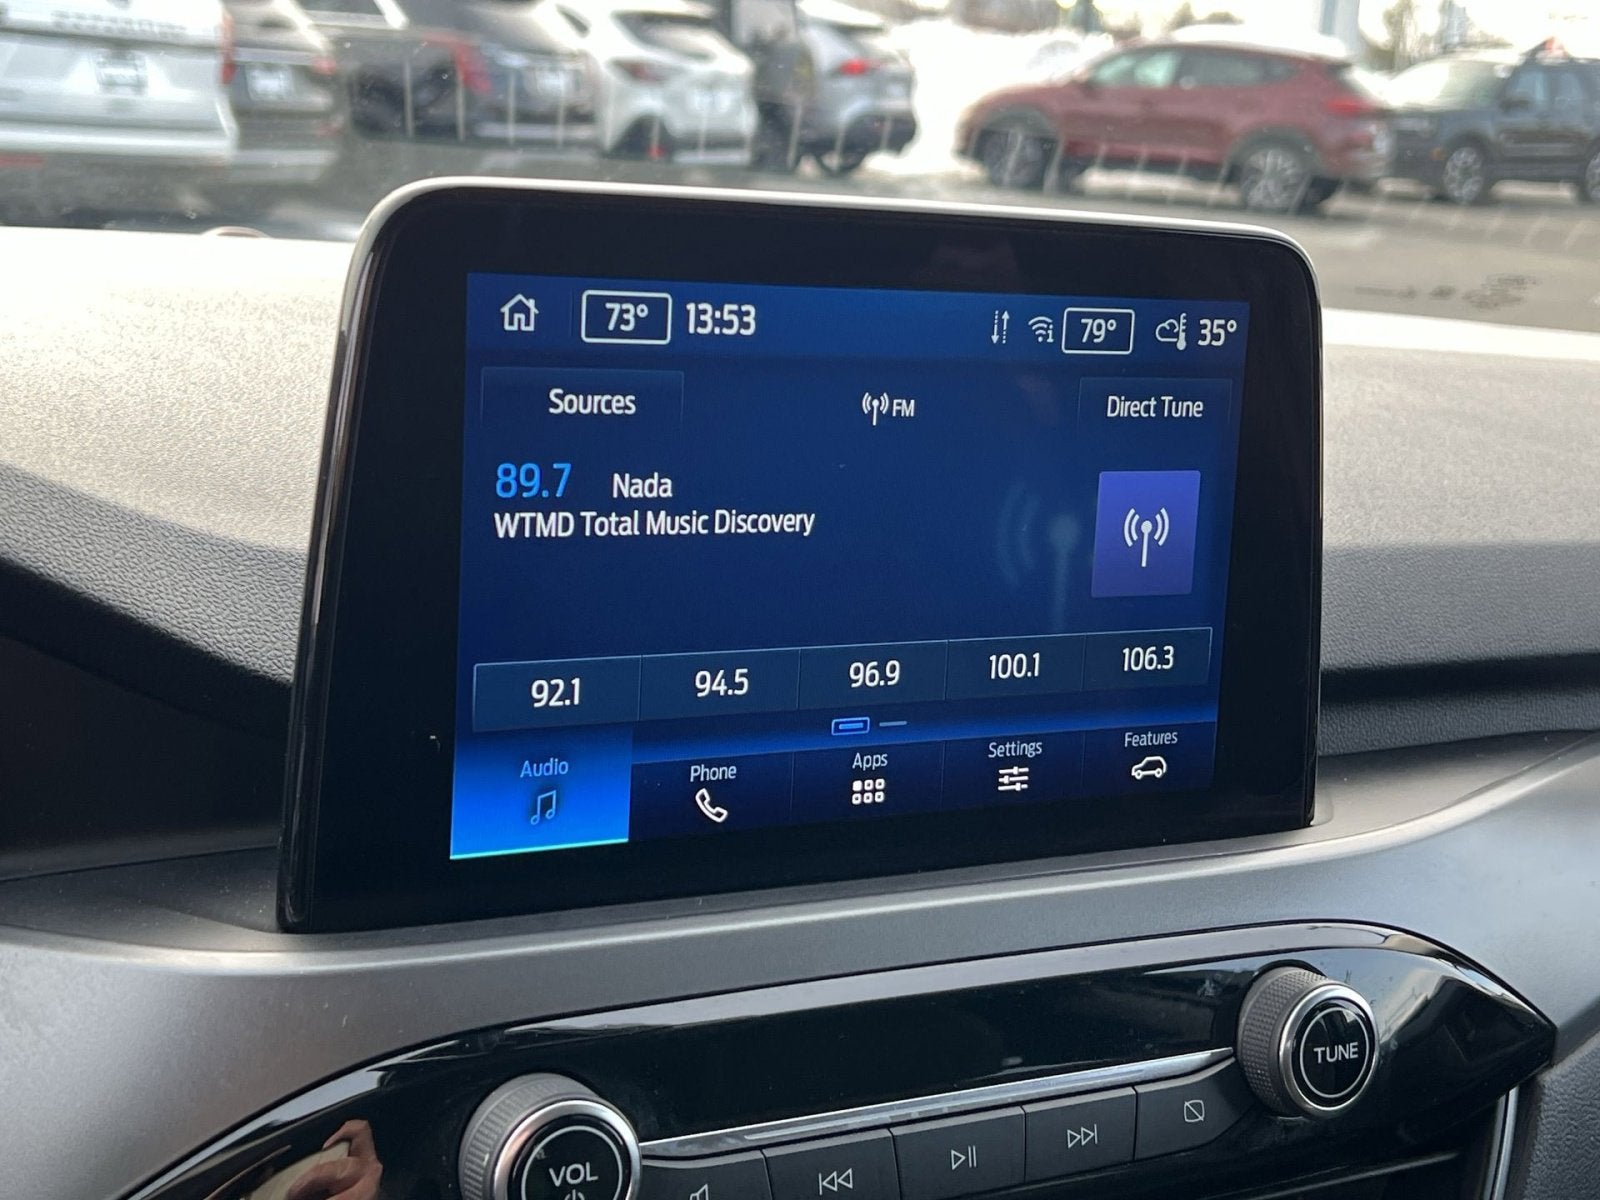 73° 13:53 79° 35°
Sources FM Direct Tune
89.7 Nada
WTMD Total Music Discovery
92.1 94.5 96.9 100.1 106.3
Audio Phone Apps Settings Features
TUNE
VOL